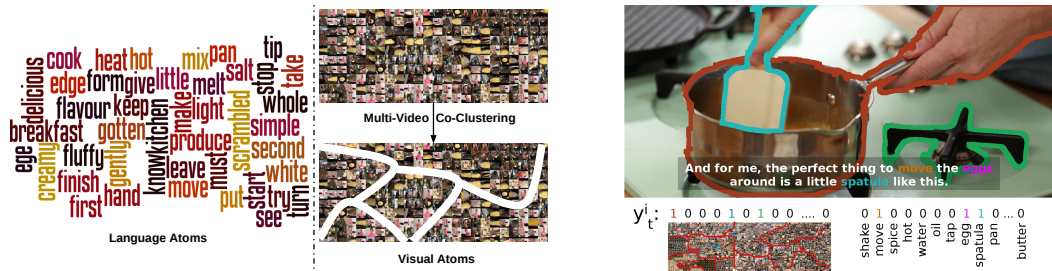 cook
heat
hot
mix
pan
tip
delicious
edge
form
give
little
melt
salt
stop
take
flavour
keep
make
light
whole
breakfast
gotten
know
kitchen
produce
scrambled
simple
ege
creamy
fluffy
gently
leave
must
second
finish
move
white
first
hand
put
start
try
turn
see
Language Atoms
Multi-Video Co-Clustering
Visual Atoms
And for me, the perfect thing to move the eggs
around is a little spatula like this.
y^i_t: 1 0 0 0 1 0 1 0 0 .... 0
0 1 0 0 0 0 0 1 1 0 ... 0
shake
move
spice
hot
water
oil
tap
egg
spatula
pan
butter